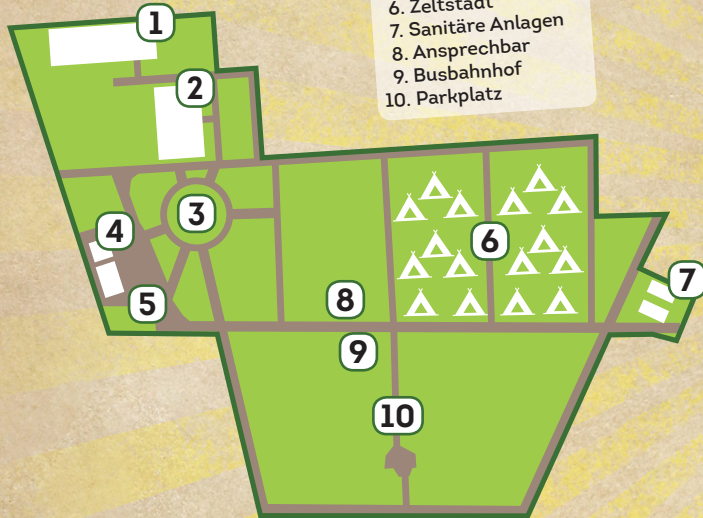 6. Zeltstadt
7. Sanitäre Anlagen
8. Ansprechbar
9. Busbahnhof
10. Parkplatz
1
2
3
4
5
6
7
8
9
10